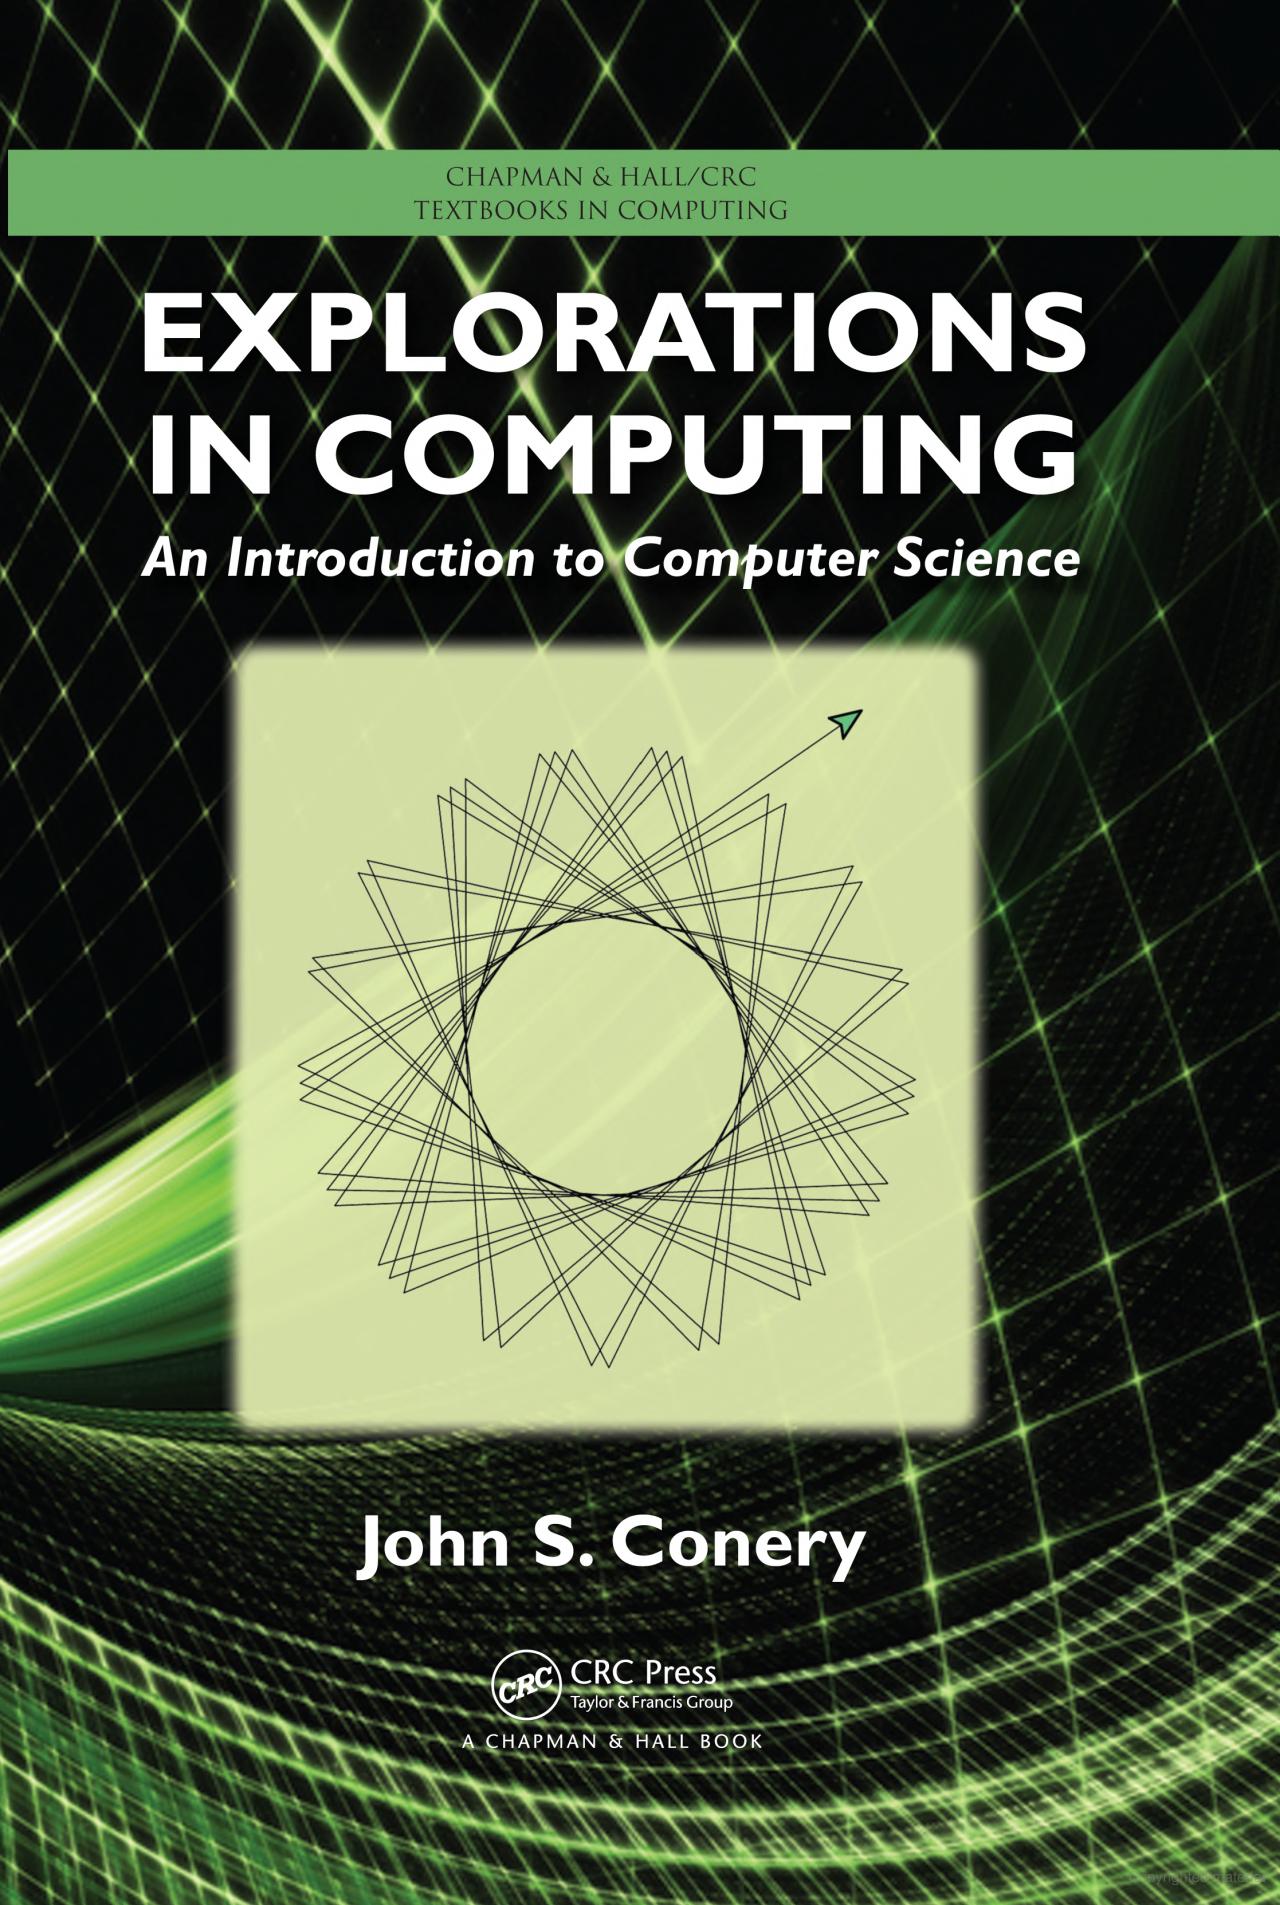 CHAPMAN & HALL/CRC
TEXTBOOKS IN COMPUTING
EXPLORATIONS
IN COMPUTING
An Introduction to Computer Science
John S. Conery
CRC
CRC Press
Taylor & Francis Group
A CHAPMAN & HALL BOOK